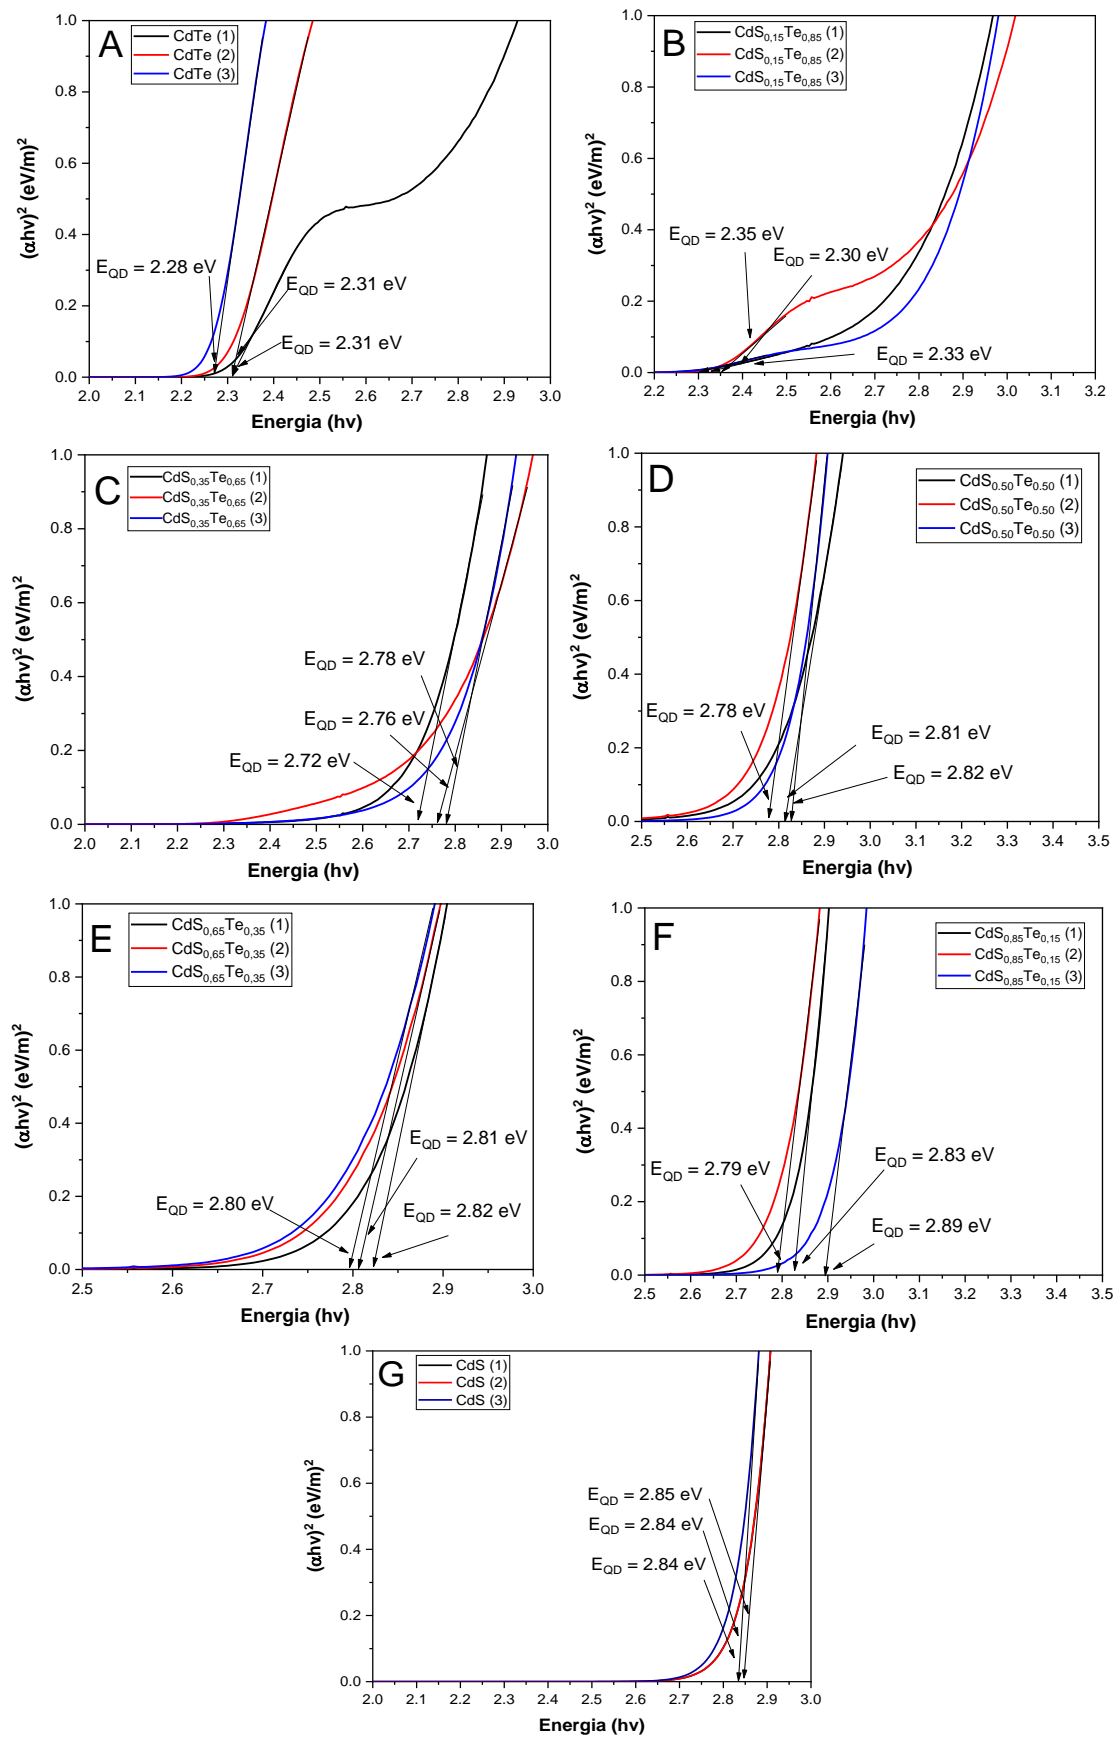 A
CdTe (1)
CdTe (2)
CdTe (3)
(αhv)² (eV/m)²
1.0
0.8
0.6
0.4
0.2
0.0
E_QD = 2.28 eV
E_QD = 2.31 eV
E_QD = 2.31 eV
2.0 2.1 2.2 2.3 2.4 2.5 2.6 2.7 2.8 2.9 3.0
Energia (hv)
B
CdS0,15Te0,85 (1)
CdS0,15Te0,85 (2)
CdS0,15Te0,85 (3)
(αhv)² (eV/m)²
1.0
0.8
0.6
0.4
0.2
0.0
E_QD = 2.35 eV
E_QD = 2.30 eV
E_QD = 2.33 eV
2.2 2.3 2.4 2.5 2.6 2.7 2.8 2.9 3.0 3.1 3.2
Energia (hv)
C
CdS0,35Te0,65 (1)
CdS0,35Te0,65 (2)
CdS0,35Te0,65 (3)
(αhv)² (eV/m)²
1.0
0.8
0.6
0.4
0.2
0.0
E_QD = 2.78 eV
E_QD = 2.76 eV
E_QD = 2.72 eV
2.0 2.1 2.2 2.3 2.4 2.5 2.6 2.7 2.8 2.9 3.0
Energia (hv)
D
CdS0.50Te0.50 (1)
CdS0.50Te0.50 (2)
CdS0.50Te0.50 (3)
(αhv)² (eV/m)²
1.0
0.8
0.6
0.4
0.2
0.0
E_QD = 2.78 eV
E_QD = 2.81 eV
E_QD = 2.82 eV
2.5 2.6 2.7 2.8 2.9 3.0 3.1 3.2 3.3 3.4 3.5
Energia (hv)
E
CdS0,65Te0,35 (1)
CdS0,65Te0,35 (2)
CdS0,65Te0,35 (3)
(αhv)² (eV/m)²
1.0
0.8
0.6
0.4
0.2
0.0
E_QD = 2.81 eV
E_QD = 2.80 eV
E_QD = 2.82 eV
2.5 2.6 2.7 2.8 2.9 3.0
Energia (hv)
F
CdS0,85Te0,15 (1)
CdS0,85Te0,15 (2)
CdS0,85Te0,15 (3)
(αhv)² (eV/m)²
1.0
0.8
0.6
0.4
0.2
0.0
E_QD = 2.79 eV
E_QD = 2.83 eV
E_QD = 2.89 eV
2.5 2.6 2.7 2.8 2.9 3.0 3.1 3.2 3.3 3.4 3.5
Energia (hv)
G
CdS (1)
CdS (2)
CdS (3)
(αhv)² (eV/m)²
1.0
0.8
0.6
0.4
0.2
0.0
E_QD = 2.85 eV
E_QD = 2.84 eV
E_QD = 2.84 eV
2.0 2.1 2.2 2.3 2.4 2.5 2.6 2.7 2.8 2.9 3.0
Energia (hv)